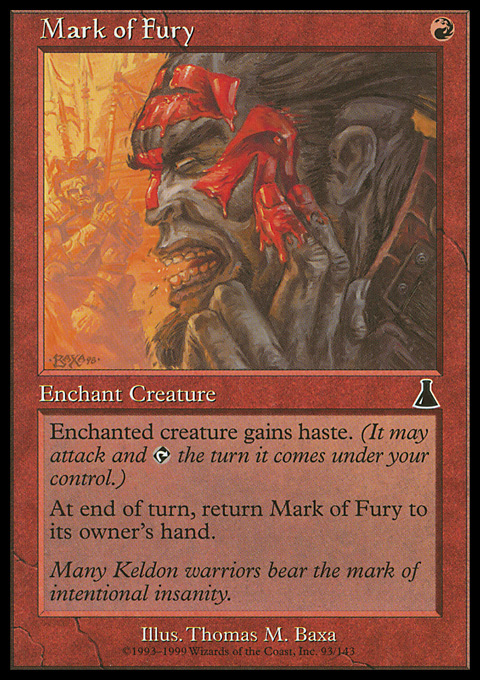 Mark of Fury
BAXA98
Enchant Creature
Enchanted creature gains haste. (It may
attack and the turn it comes under your
control.)
At end of turn, return Mark of Fury to
its owner's hand.
Many Keldon warriors bear the mark of
intentional insanity.
Illus. Thomas M. Baxa
©1993–1999 Wizards of the Coast, Inc. 93/143